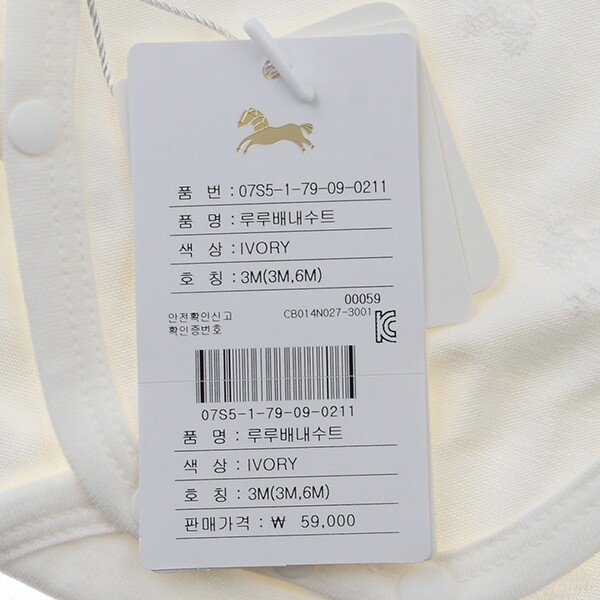 품 번 : 07S5-1-79-09-0211
품 명 : 루루배내수트
색 상 : IVORY
호 칭 : 3M(3M,6M)
00059
안전확인신고 CB014N027-3001
확인증번호
07S5-1-79-09-0211
품 명 : 루루배내수트
색 상 : IVORY
호 칭 : 3M(3M,6M)
판매가격 : ₩ 59,000